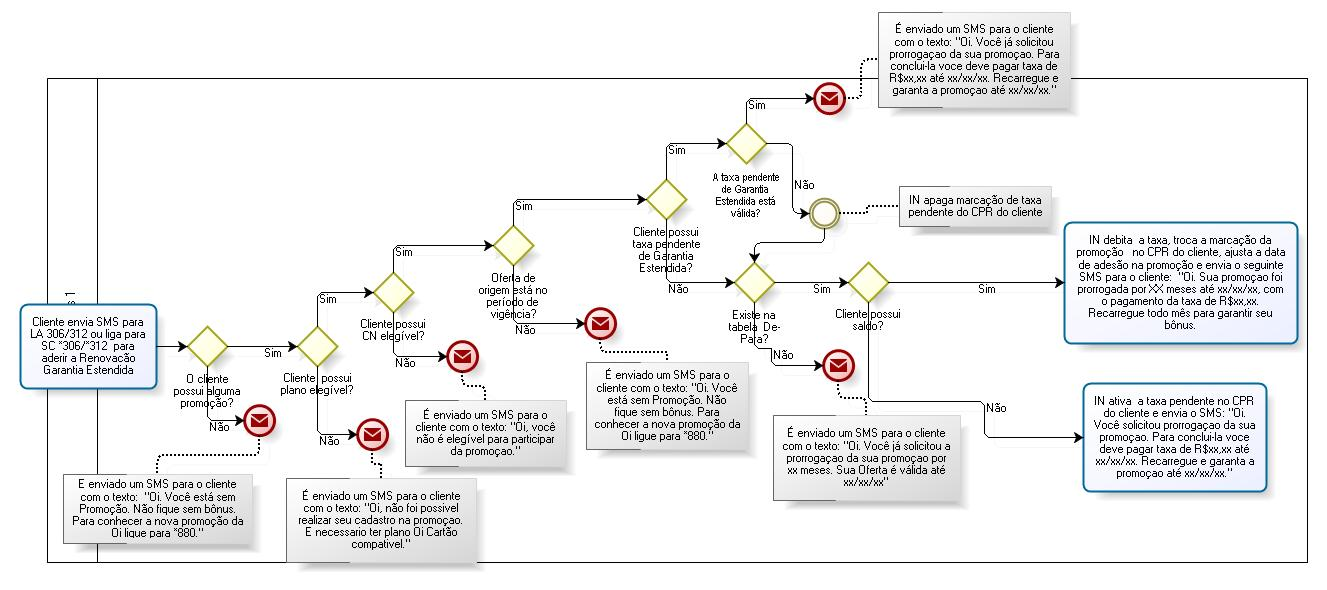 É enviado um SMS para o cliente
com o texto: "Oi. Você já solicitou
prorrogaçao da sua promoçao. Para
conclui-la voce deve pagar taxa de
R$xx,xx até xx/xx/xx. Recarregue e
garanta a promoçao até xx/xx/xx."
Sim
Sim
A taxa pendente
de Garantia
Estendida está
válida?
Não
IN apaga marcação de taxa
pendente do CPR do cliente
Sim
Cliente possui
taxa pendente
de Garantia
Estendida?
Não
Sim
Oferta de
origem está no
período de
vigência?
Não
Sim
Cliente possui
CN elegível?
Não
Sim
Cliente possui
plano elegível?
Não
s 1
Cliente envia SMS para
LA 306/312 ou liga para
SC *306/*312 para
aderir a Renovacão
Garantia Estendida
O cliente
possui alguma
promoção?
Sim
Não
Existe na
tabela De-
Para?
Sim
Não
Cliente possui
saldo?
Sim
Não
IN debita a taxa, troca a marcação da
promoção no CPR do cliente, ajusta a data
de adesão na promoção e envia o seguinte
SMS para o cliente: "Oi. Sua promoçao foi
prorrogada por XX meses até xx/xx/xx, com
o pagamento da taxa de R$xx,xx.
Recarregue todo mês para garantir seu
bônus.
IN ativa a taxa pendente no CPR
do cliente e envia o SMS: "Oi.
Você solicitou prorrogaçao da sua
promoçao. Para conclui-la voce
deve pagar taxa de R$xx,xx até
xx/xx/xx. Recarregue e garanta a
promoçao até xx/xx/xx."
É enviado um SMS para o
cliente com o texto: "Oi. Você
está sem Promoção. Não
fique sem bônus. Para
conhecer a nova promoção da
Oi ligue para *880."
É enviado um SMS para o
cliente com o texto: "Oi, você
não é elegível para participar
da promoçao."
É enviado um SMS para o cliente
com o texto: "Oi. Você já solicitou a
prorrogaçao da sua promoçao por
xx meses. Sua Oferta é válida até
xx/xx/xx"
E enviado um SMS para o cliente
com o texto: "Oi. Você está sem
Promoção. Não fique sem bônus.
Para conhecer a nova promoção da
Oi ligue para *880."
É enviado um SMS para o cliente
com o texto: "Oi, não foi possivel
realizar seu cadastro na promoçao.
E necessario ter plano Oi Cartão
compativel."